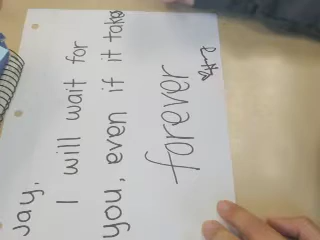 Jay,
I will wait for
you, even if it takes
forever